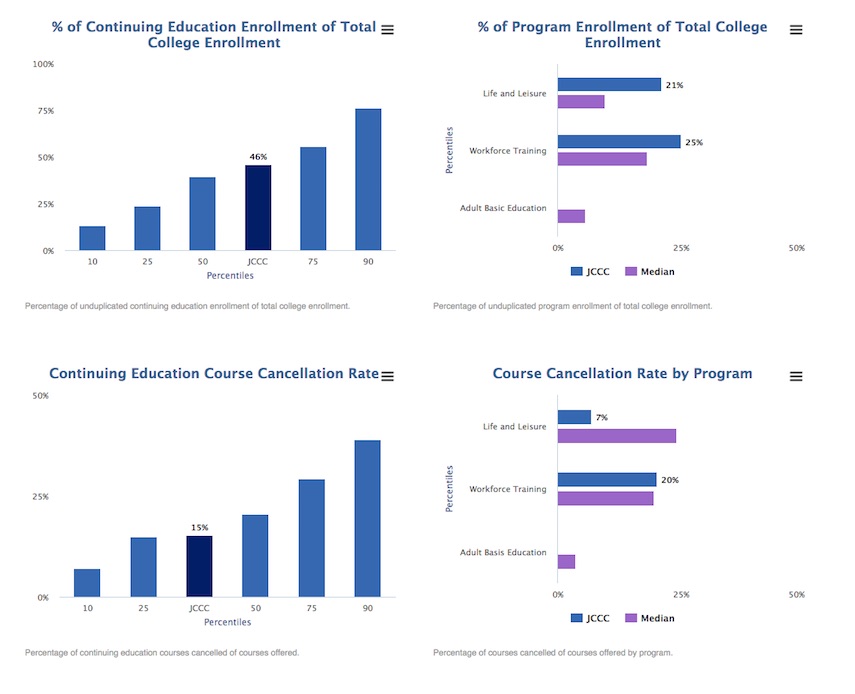 % of Continuing Education Enrollment of Total
College Enrollment
100%
75%
50%
25%
0%
46%
10 25 50 JCCC 75 90
Percentiles
Percentage of unduplicated continuing education enrollment of total college enrollment.
% of Program Enrollment of Total College
Enrollment
Percentiles
Life and Leisure
21%
Workforce Training
25%
Adult Basic Education
0% 25% 50%
JCCC Median
Percentage of unduplicated program enrollment of total college enrollment.
Continuing Education Course Cancellation Rate
50%
25%
0%
15%
10 25 JCCC 50 75 90
Percentiles
Percentage of continuing education courses cancelled of courses offered.
Course Cancellation Rate by Program
Percentiles
Life and Leisure
7%
Workforce Training
20%
Adult Basis Education
0% 25% 50%
JCCC Median
Percentage of courses cancelled of courses offered by program.